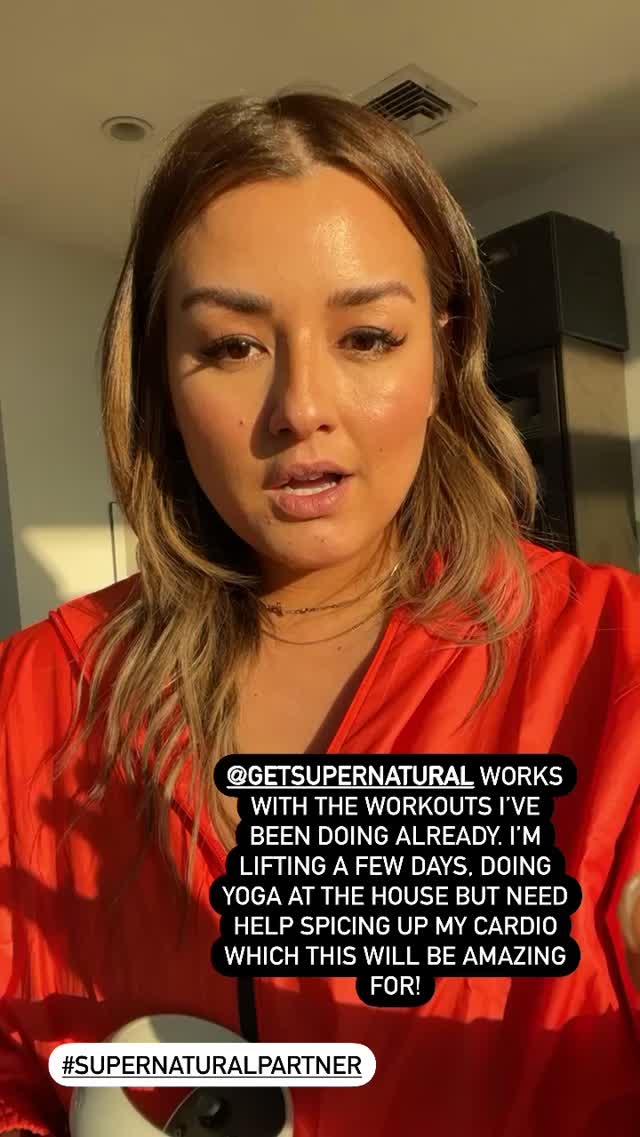 @GETSUPERNATURAL WORKS
WITH THE WORKOUTS I'VE
BEEN DOING ALREADY. I'M
LIFTING A FEW DAYS, DOING
YOGA AT THE HOUSE BUT NEED
HELP SPICING UP MY CARDIO
WHICH THIS WILL BE AMAZING
FOR!
#SUPERNATURALPARTNER